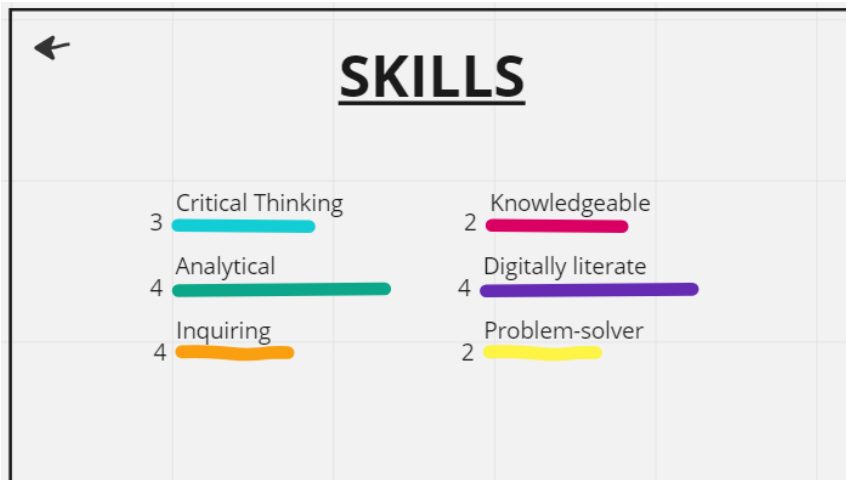 SKILLS
Critical Thinking
3
Knowledgeable
2
Analytical
4
Digitally literate
4
Inquiring
4
Problem-solver
2